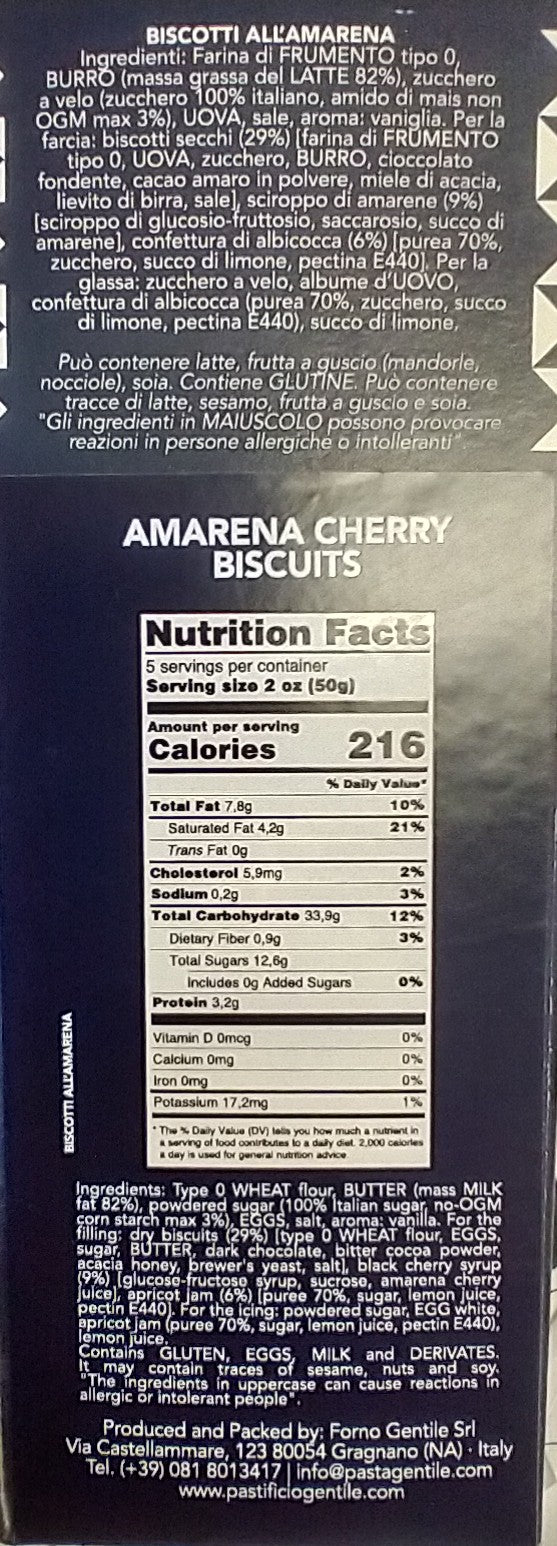 BISCOTTI ALL'AMARENA
Ingredienti: Farina di FRUMENTO tipo 0,
BURRO (massa grassa del LATTE 82%), zucchero
a velo (zucchero 100% italiano, amido di mais non
OGM max 3%), UOVA, sale, aroma: vaniglia. Per la
farcia: biscotti secchi (29%) [farina di FRUMENTO
tipo 0, UOVA, zucchero, BURRO, cioccolato
fondente, cacao amaro in polvere, miele di acacia,
lievito di birra, sale], sciroppo di amarene (9%)
[sciroppo di glucosio-fruttosio, saccarosio, succo di
amarene], confettura di albicocca (6%) [purea 70%,
zucchero, succo di limone, pectina E440]. Per la
glassa: zucchero a velo, albume d'UOVO,
confettura di albicocca (purea 70%, zucchero, succo
di limone, pectina E440), succo di limone.
Può contenere latte, frutta a guscio (mandorle,
nocciole), soia. Contiene GLUTINE. Può contenere
tracce di latte, sesamo, frutta a guscio e soia.
"Gli ingredienti in MAIUSCOLO possono provocare
reazioni in persone allergiche o intolleranti".
AMARENA CHERRY
BISCUITS
Nutrition Facts
5 servings per container
Serving size 2 oz (50g)
Amount per serving
Calories 216
% Daily Value*
Total Fat 7,8g 10%
Saturated Fat 4,2g 21%
Trans Fat 0g
Cholesterol 5,9mg 2%
Sodium 0,2g 3%
Total Carbohydrate 33,9g 12%
Dietary Fiber 0,9g 3%
Total Sugars 12,6g
Includes 0g Added Sugars 0%
Protein 3,2g
Vitamin D 0mcg 0%
Calcium 0mg 0%
Iron 0mg 0%
Potassium 17,2mg 1%
* The % Daily Value (DV) tells you how much a nutrient in
a serving of food contributes to a daily diet. 2,000 calories
a day is used for general nutrition advice.
BISCOTTI ALL'AMARENA
Ingredients: Type 0 WHEAT flour, BUTTER (mass MILK
fat 82%), powdered sugar (100% Italian sugar, no-OGM
corn starch max 3%), EGGS, salt, aroma: vanilla. For the
filling: dry biscuits (29%) [type 0 WHEAT flour, EGGS,
sugar, BUTTER, dark chocolate, bitter cocoa powder,
acacia honey, brewer's yeast, salt], black cherry syrup
(9%) [glucose-fructose syrup, sucrose, amarena cherry
juice], apricot jam (6%) [puree 70%, sugar, lemon juice,
pectin E440]. For the icing: powdered sugar, EGG white,
apricot jam (puree 70%, sugar, lemon juice, pectin E440),
lemon juice.
Contains GLUTEN, EGGS, MILK and DERIVATES.
It may contain traces of sesame, nuts and soy.
"The ingredients in uppercase can cause reactions in
allergic or intolerant people".
Produced and Packed by: Forno Gentile Srl
Via Castellammare, 123 80054 Gragnano (NA) · Italy
Tel. (+39) 081 8013417 | info@pastagentile.com
www.pastificiogentile.com